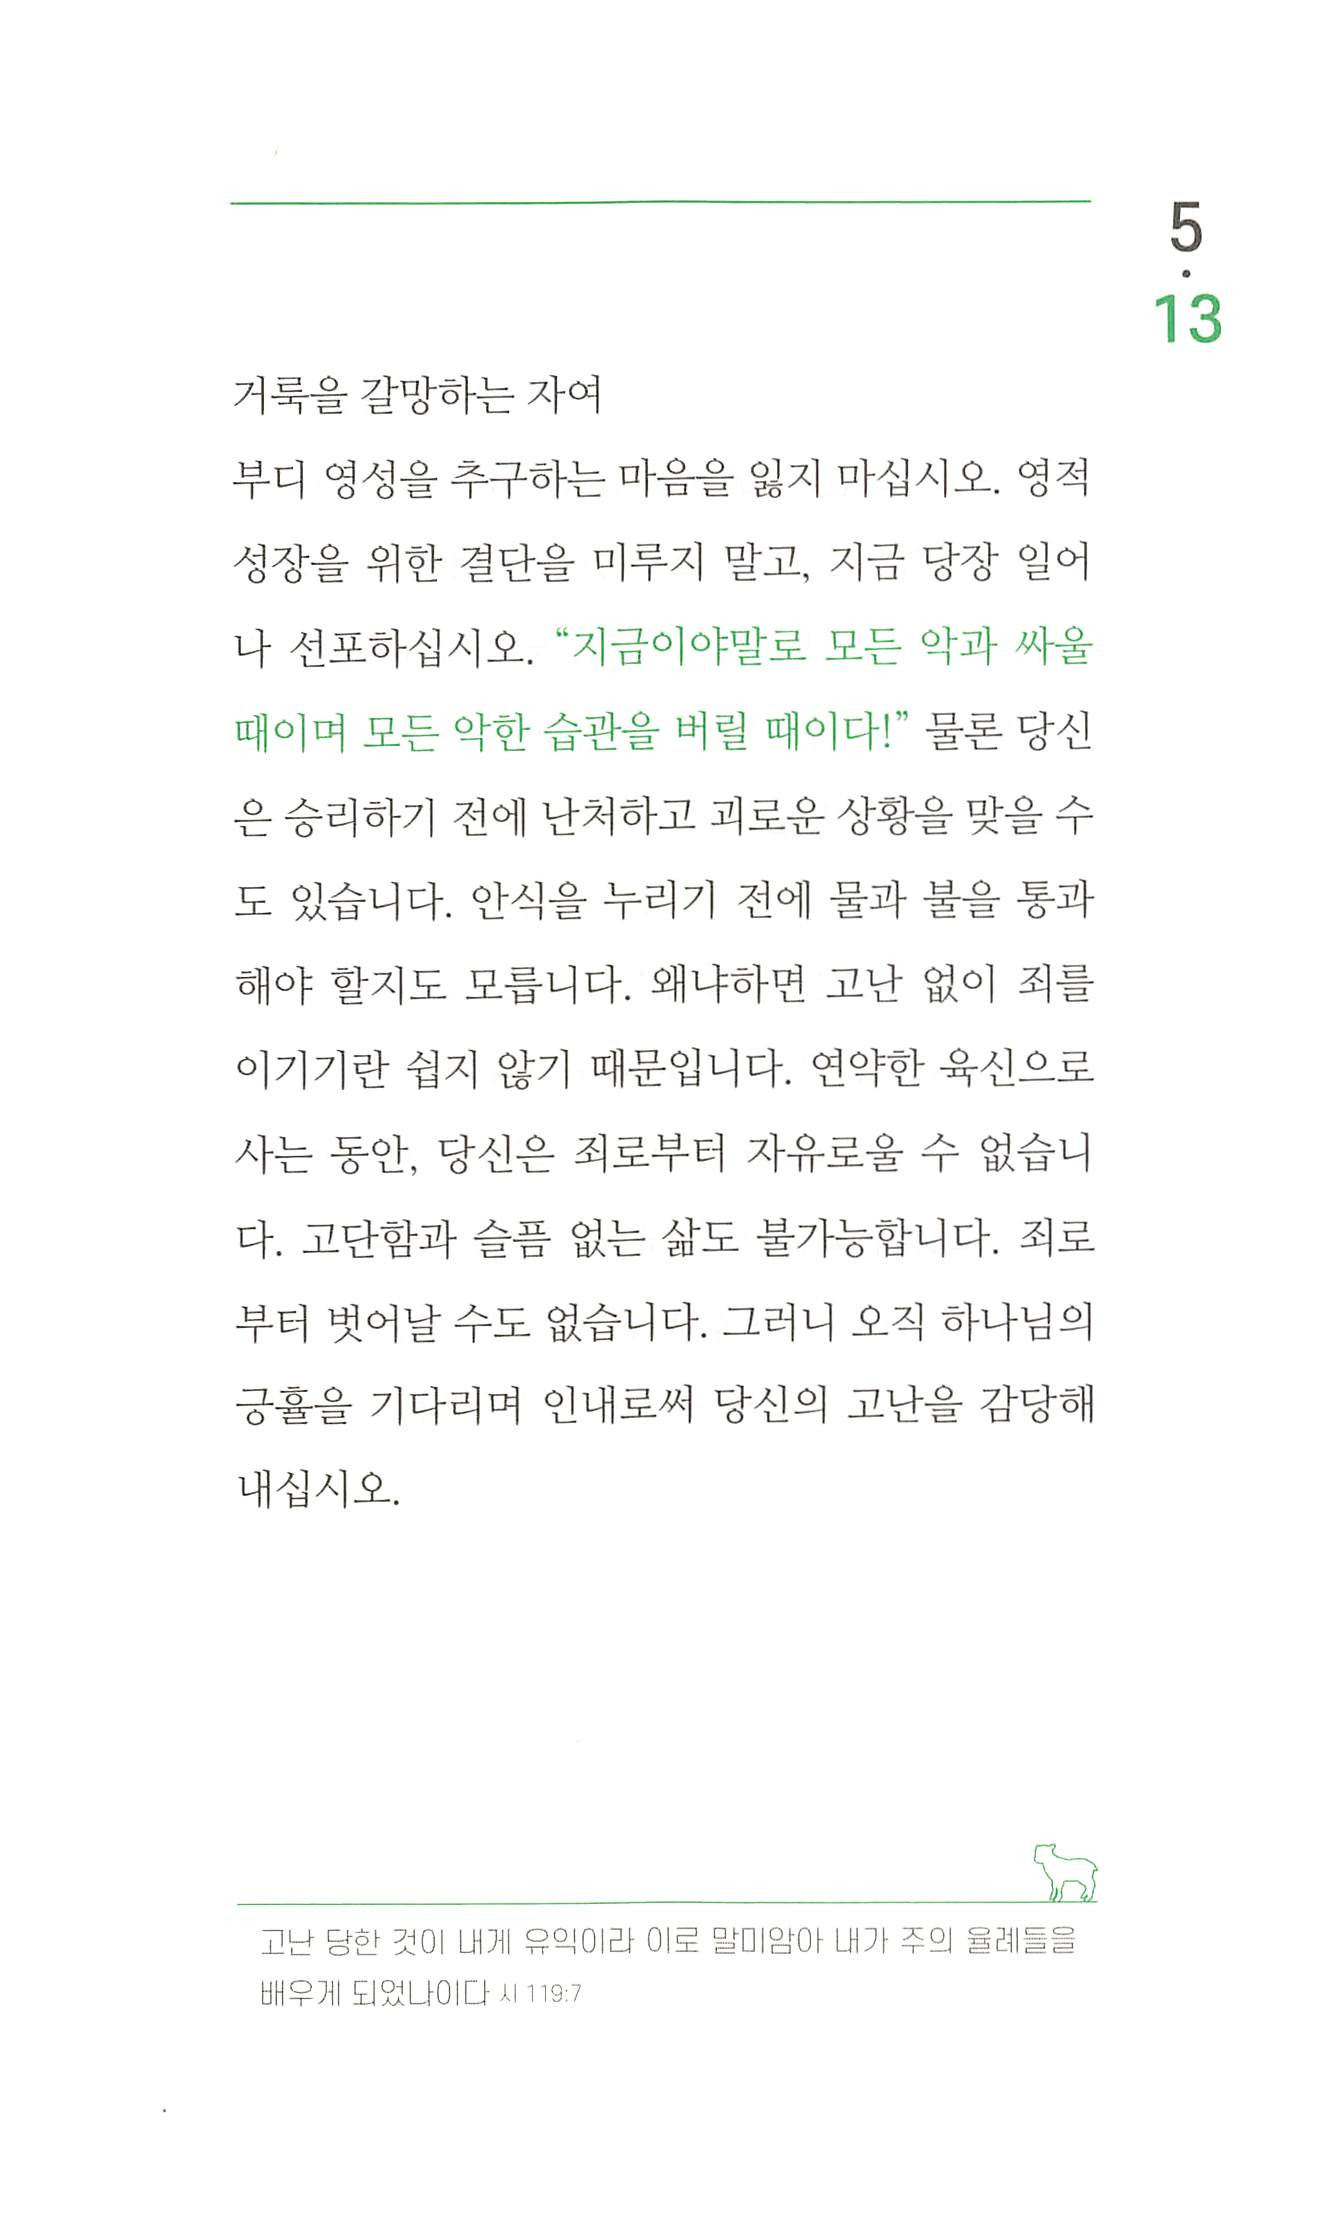 5
·
13
거룩을 갈망하는 자여
부디 영성을 추구하는 마음을 잃지 마십시오. 영적
성장을 위한 결단을 미루지 말고, 지금 당장 일어
나 선포하십시오. “지금이야말로 모든 악과 싸울
때이며 모든 악한 습관을 버릴 때이다!” 물론 당신
은 승리하기 전에 난처하고 괴로운 상황을 맞을 수
도 있습니다. 안식을 누리기 전에 물과 불을 통과
해야 할지도 모릅니다. 왜냐하면 고난 없이 죄를
이기기란 쉽지 않기 때문입니다. 연약한 육신으로
사는 동안, 당신은 죄로부터 자유로울 수 없습니
다. 고단함과 슬픔 없는 삶도 불가능합니다. 죄로
부터 벗어날 수도 없습니다. 그러니 오직 하나님의
긍휼을 기다리며 인내로써 당신의 고난을 감당해
내십시오.
고난 당한 것이 내게 유익이라 이로 말미암아 내가 주의 율례들을
배우게 되었나이다 시 119:7